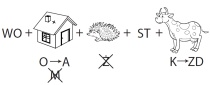 WO + + + ST +
O→A Ż K→ZD
M